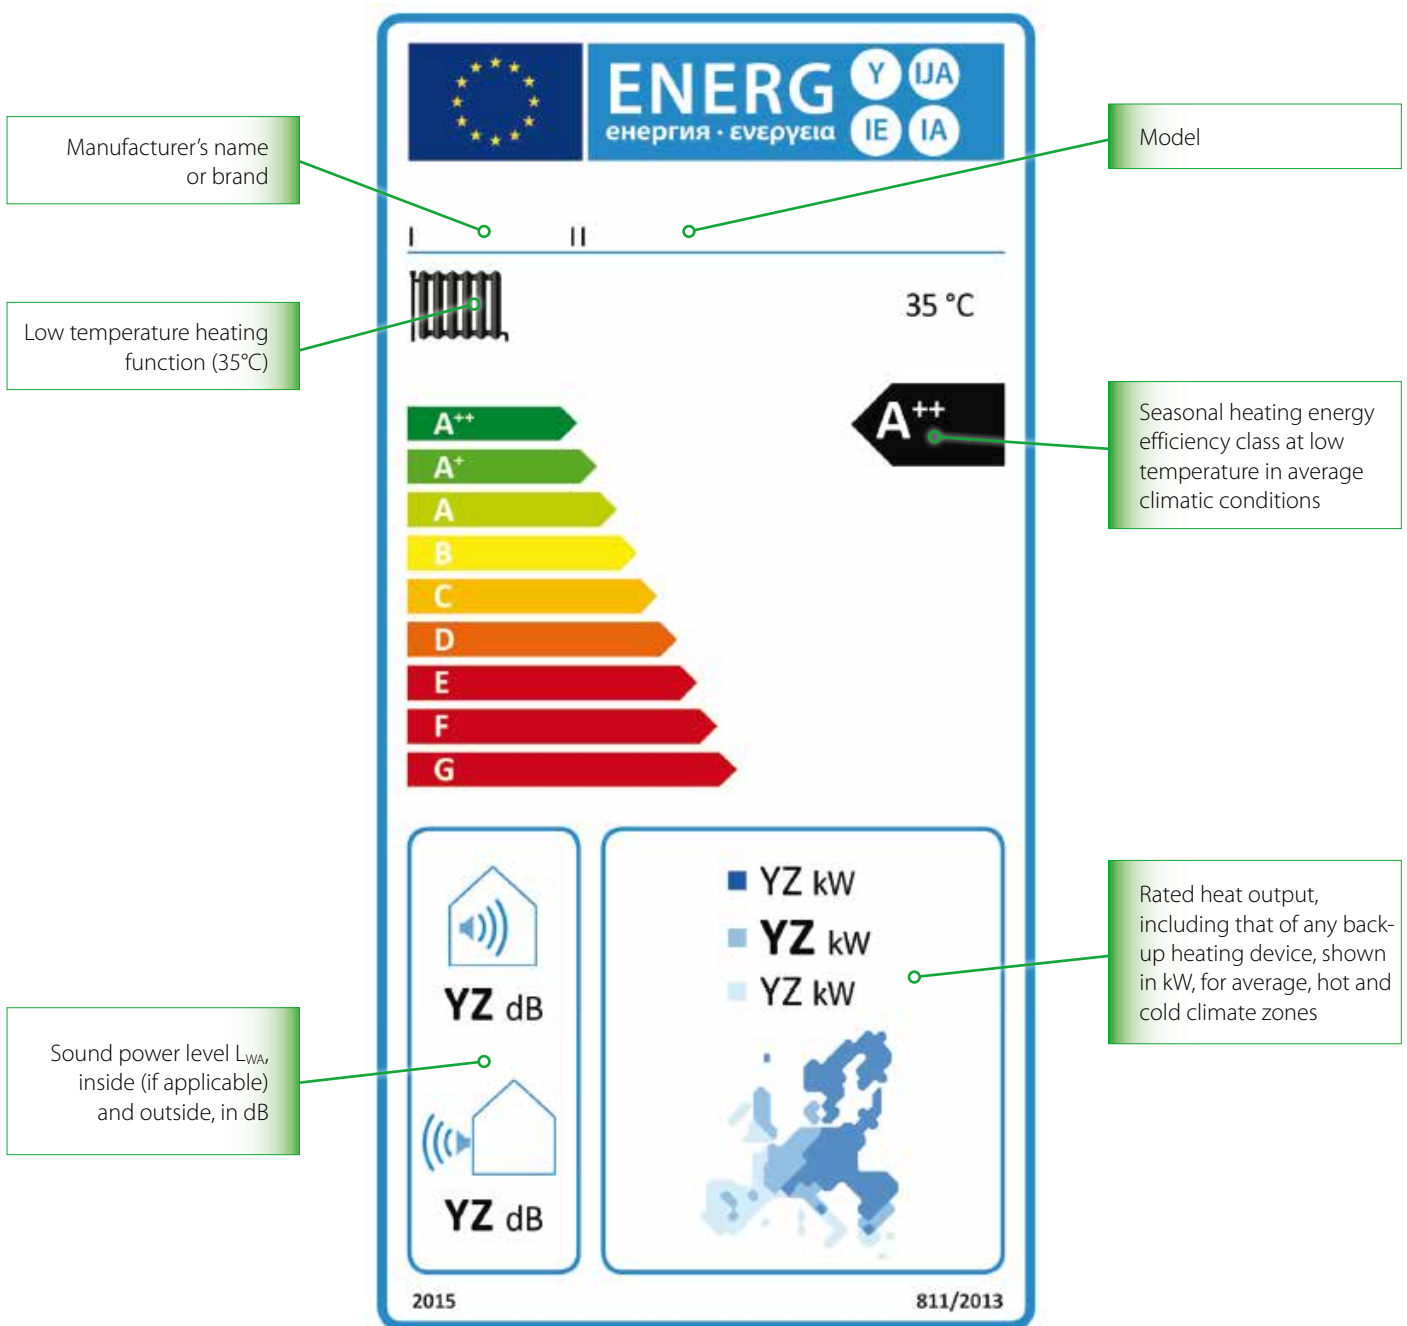 ENERG
енергия · ενεργεια
Y
IJA
IE
IA
Manufacturer's name
or brand
Model
I
II
Low temperature heating
function (35°C)
35 °C
A++
A+
A
B
C
D
E
F
G
A++
Seasonal heating energy
efficiency class at low
temperature in average
climatic conditions
YZ dB
YZ dB
YZ kW
YZ kW
YZ kW
Rated heat output,
including that of any back-
up heating device, shown
in kW, for average, hot and
cold climate zones
Sound power level LWA,
inside (if applicable)
and outside, in dB
2015
811/2013